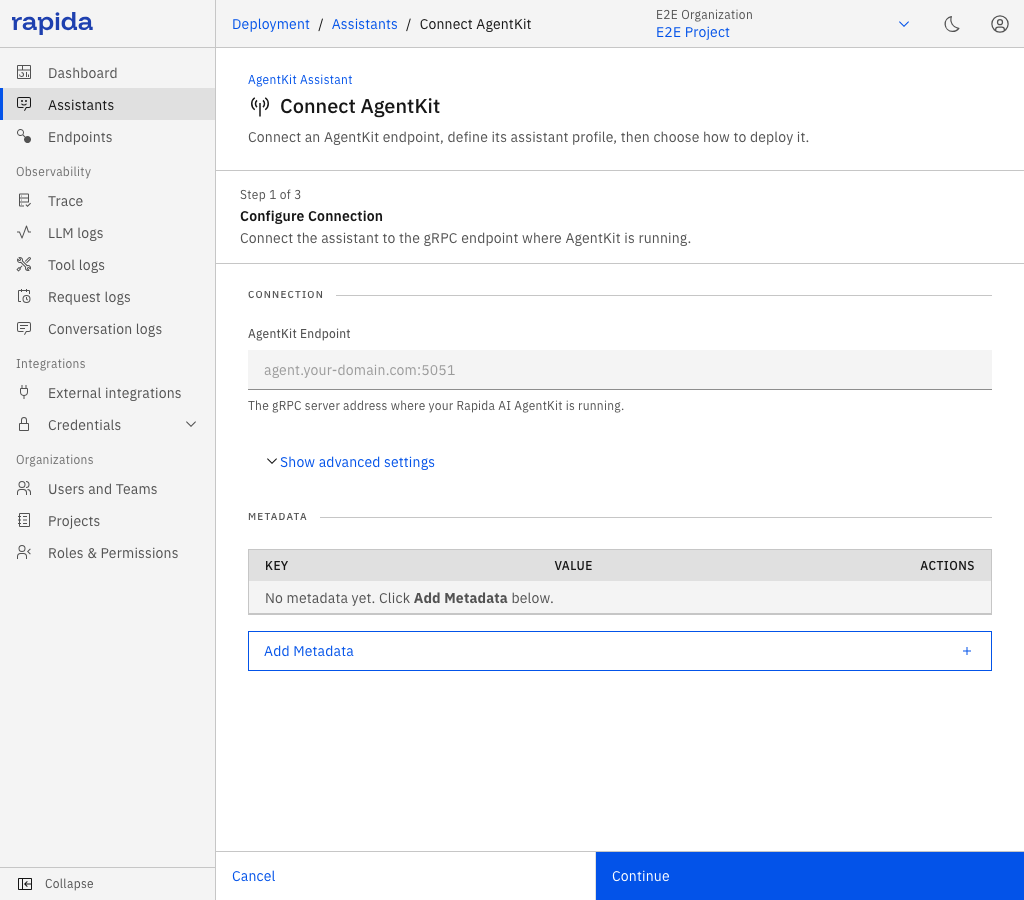 rapida
Deployment / Assistants / Connect AgentKit
E2E Organization
E2E Project
Dashboard
Assistants
Endpoints
Observability
Trace
LLM logs
Tool logs
Request logs
Conversation logs
Integrations
External integrations
Credentials
Organizations
Users and Teams
Projects
Roles & Permissions
Collapse
AgentKit Assistant
Connect AgentKit
Connect an AgentKit endpoint, define its assistant profile, then choose how to deploy it.
Step 1 of 3
Configure Connection
Connect the assistant to the gRPC endpoint where AgentKit is running.
CONNECTION
AgentKit Endpoint
agent.your-domain.com:5051
The gRPC server address where your Rapida AI AgentKit is running.
Show advanced settings
METADATA
KEY VALUE ACTIONS
No metadata yet. Click Add Metadata below.
Add Metadata +
Cancel
Continue